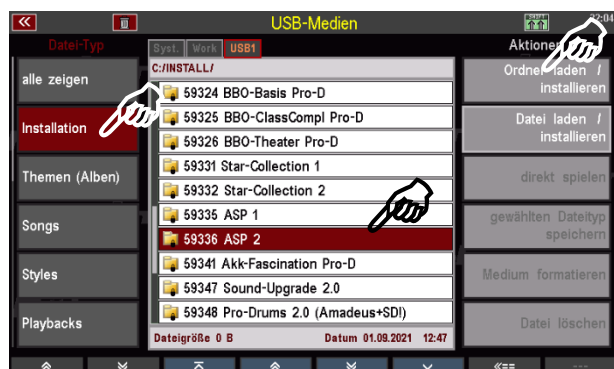 USB-Medien
SHIFT
22:04
Datei-Typ
Syst. Work USB1
Aktionen
alle zeigen
Installation
Themen (Alben)
Songs
Styles
Playbacks
C:/INSTALL/
59324 BBO-Basis Pro-D
59325 BBO-ClassCompl Pro-D
59326 BBO-Theater Pro-D
59331 Star-Collection 1
59332 Star-Collection 2
59335 ASP 1
59336 ASP 2
59341 Akk-Fascination Pro-D
59347 Sound-Upgrade 2.0
59348 Pro-Drums 2.0 (Amadeus+SD!)
Dateigröße 0 B Datum 01.09.2021 12:47
Ordner laden /
installieren
Datei laden /
installieren
direkt spielen
gewählten Dateityp
speichern
Medium formatieren
Datei löschen